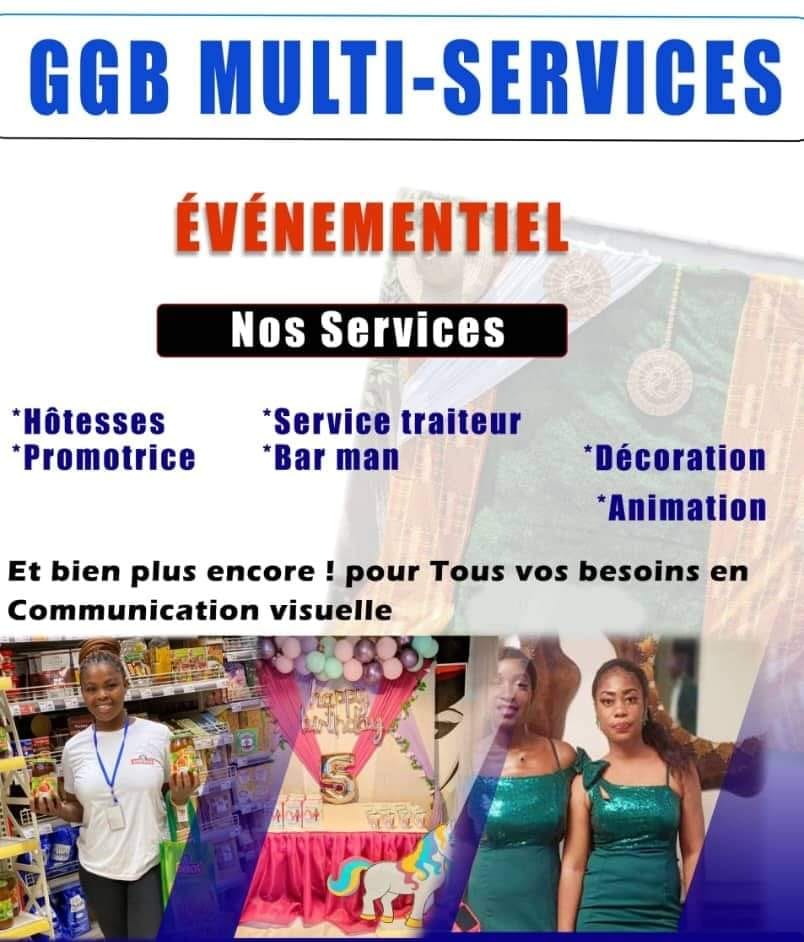 GGB MULTI-SERVICES
ÉVÉNEMENTIEL
Nos Services
*Hôtesses
*Promotrice
*Service traiteur
*Bar man
*Décoration
*Animation
Et bien plus encore ! pour Tous vos besoins en
Communication visuelle
happy
birthday
5